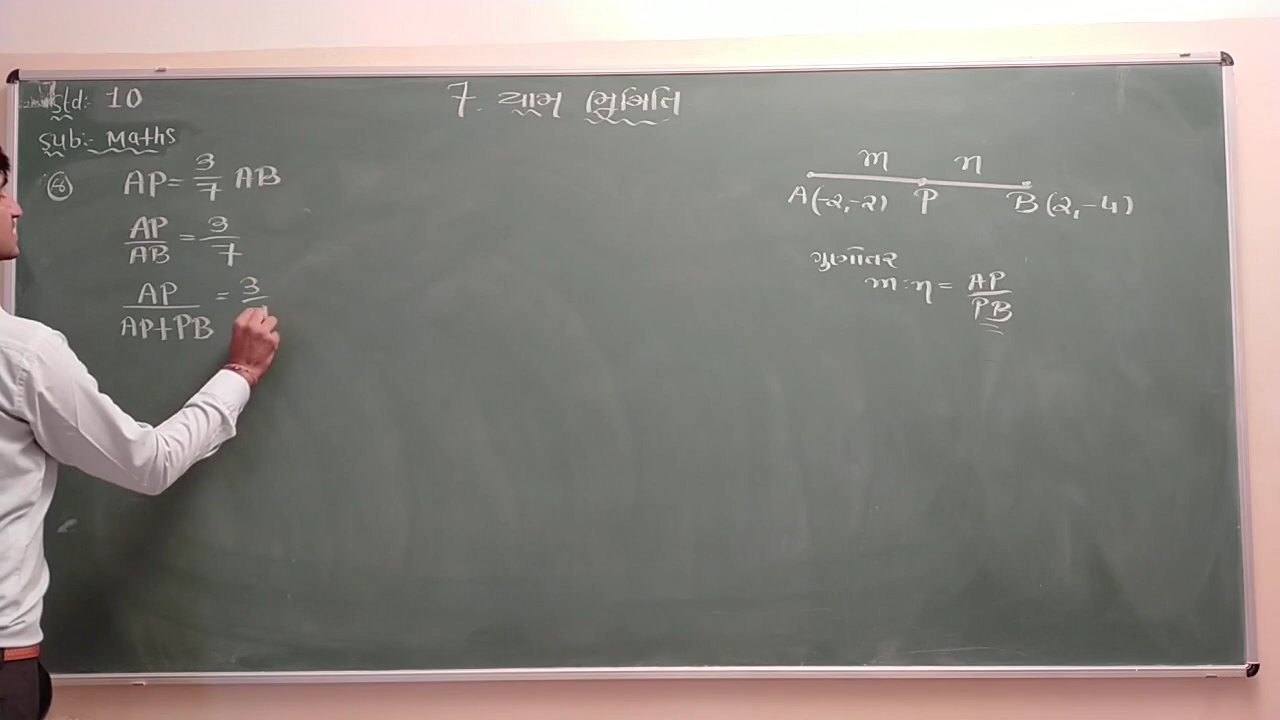 Std:- 10
7. યામ ભૂમિતિ
Sub:- Maths
⑧ AP = 3/7 AB
AP/AB = 3/7
AP/AP+PB = 3/
m n
A(-2,-2) P B(2,-4)
ગુણોતર
m:n = AP/PB